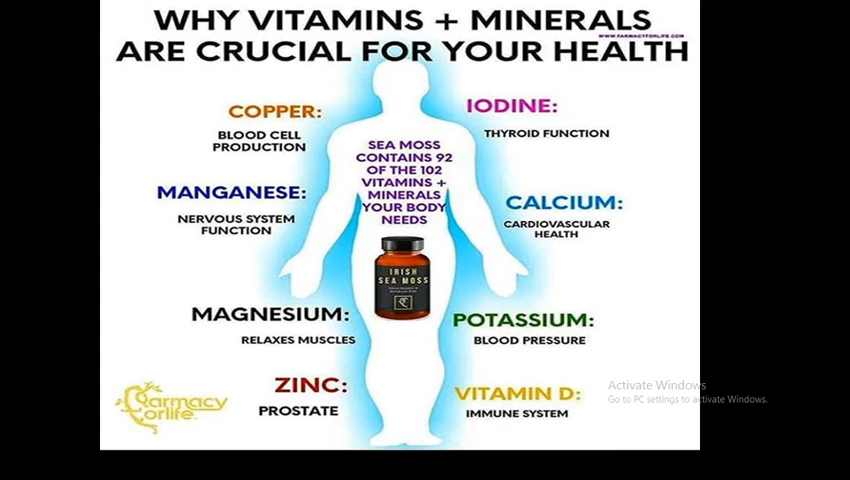 WHY VITAMINS + MINERALS
WWW.FARMACYFORLIFE.COM
ARE CRUCIAL FOR YOUR HEALTH
COPPER:
BLOOD CELL
PRODUCTION
IODINE:
THYROID FUNCTION
SEA MOSS
CONTAINS 92
OF THE 102
VITAMINS +
MINERALS
YOUR BODY
NEEDS
MANGANESE:
NERVOUS SYSTEM
FUNCTION
CALCIUM:
CARDIOVASCULAR
HEALTH
IRISH
SEA MOSS
MAGNESIUM:
RELAXES MUSCLES
POTASSIUM:
BLOOD PRESSURE
ZINC:
PROSTATE
VITAMIN D:
IMMUNE SYSTEM
Farmacy
Forlife
Activate Windows
Go to PC settings to activate Windows.